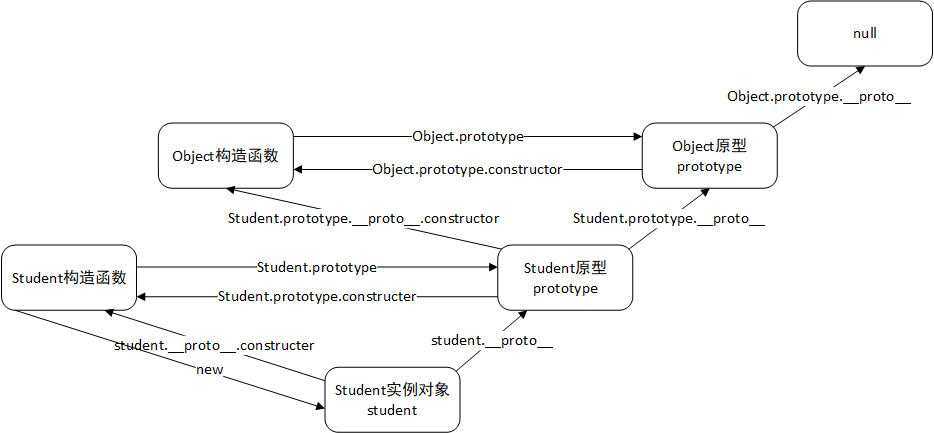 null
Object.prototype.__proto__
Object构造函数
Object.prototype
Object.prototype.constructor
Object原型
prototype
Student.prototype.__proto__.constructor
Student.prototype.__proto__
Student构造函数
Student.prototype
Student.prototype.constructer
Student原型
prototype
student.__proto__
student.__proto__.constructer
new
Student实例对象
student